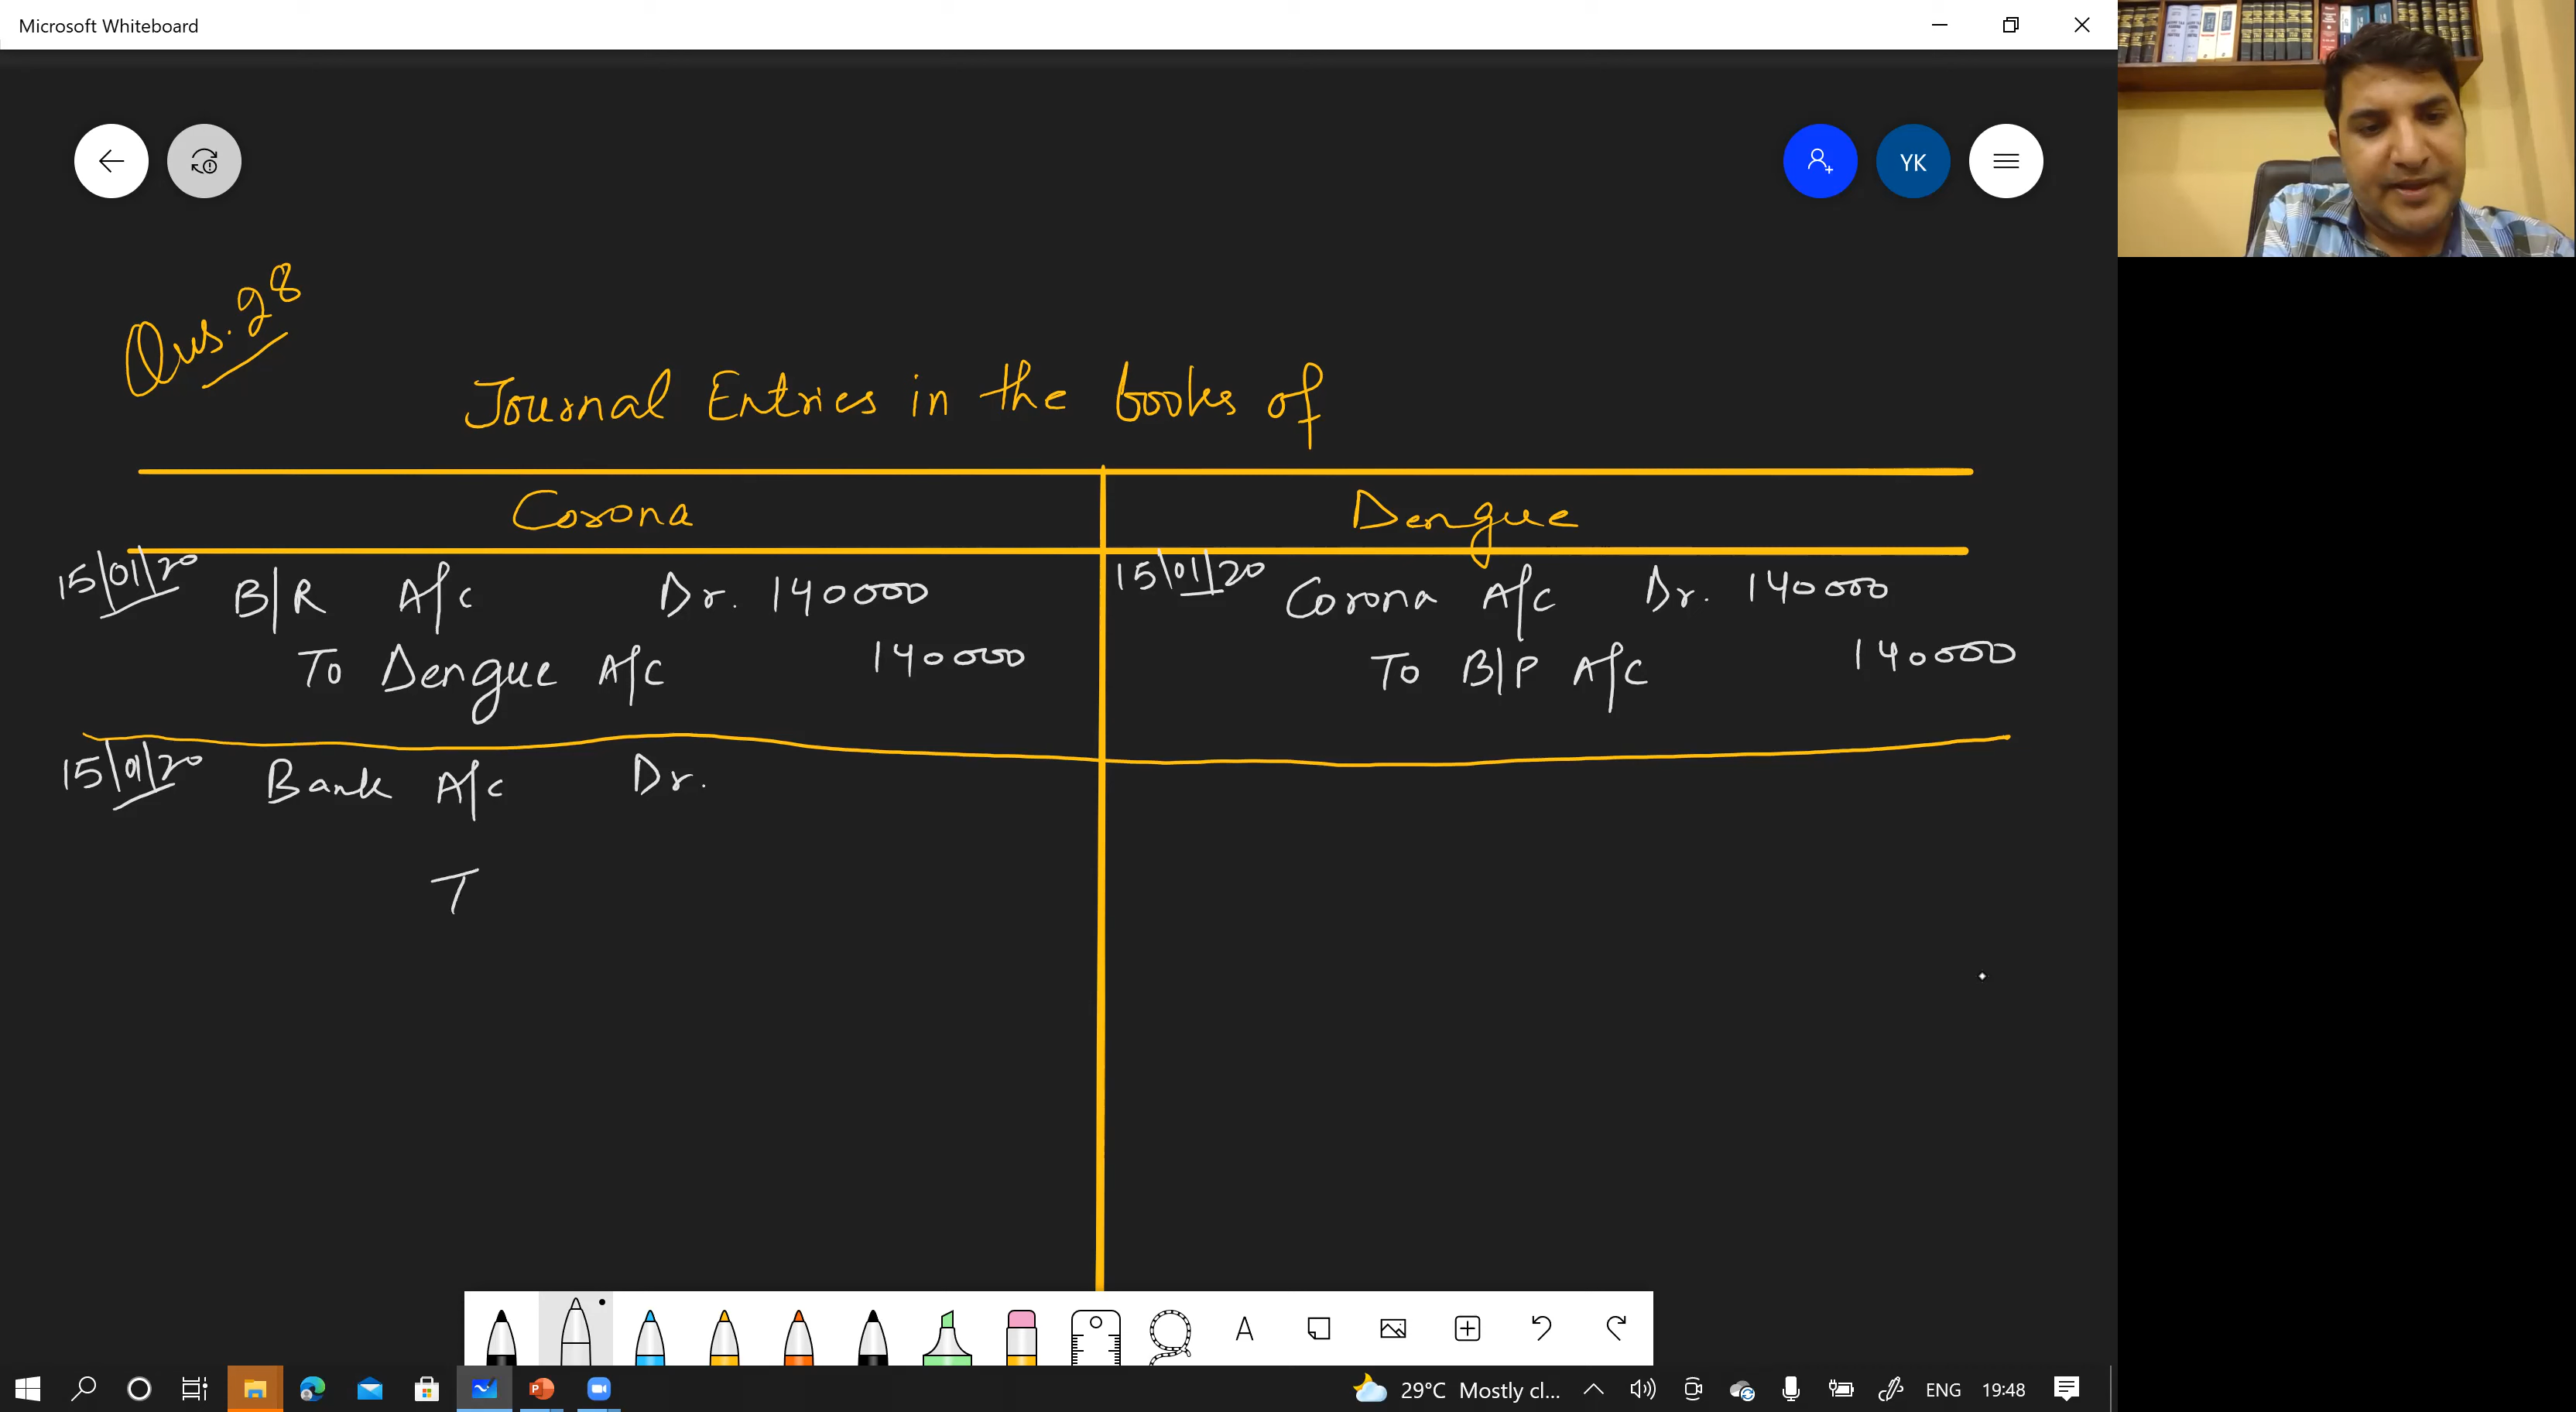 Microsoft Whiteboard
YK
Ques. 28
Journal Entries in the books of
Corona
Dengue
15/01/20 B/R A/c Dr. 140000
To Dengue A/c 140000
15/01/20 Corona A/c Dr. 140000
To B/P A/c 140000
15/01/20 Bank A/c Dr.
T
29°C Mostly cl... ENG 19:48